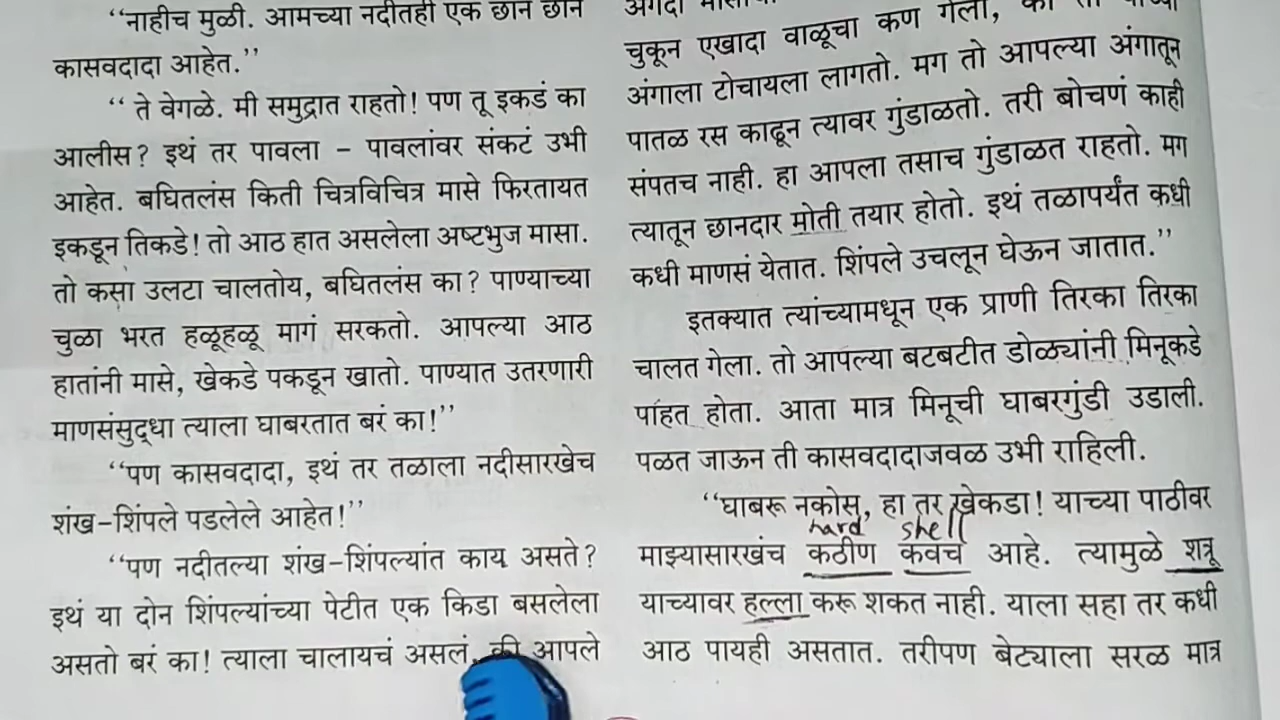 “नाहीच मुळी. आमच्या नदीतही एक छान छान
कासवदादा आहेत.”
“ ते वेगळे. मी समुद्रात राहतो! पण तू इकडं का
आलीस? इथं तर पावला – पावलांवर संकटं उभी
आहेत. बघितलंस किती चित्रविचित्र मासे फिरतायत
इकडून तिकडे! तो आठ हात असलेला अष्टभुज मासा.
तो कसा उलटा चालतोय, बघितलंस का? पाण्याच्या
चुळा भरत हळूहळू मागं सरकतो. आपल्या आठ
हातांनी मासे, खेकडे पकडून खातो. पाण्यात उतरणारी
माणसंसुद्धा त्याला घाबरतात बरं का!”
“पण कासवदादा, इथं तर तळाला नदीसारखेच
शंख–शिंपले पडलेले आहेत!”
“पण नदीतल्या शंख–शिंपल्यांत काय असते?
इथं या दोन शिंपल्यांच्या पेटीत एक किडा बसलेला
असतो बरं का! त्याला चालायचं असलं, की आपले
अगदी
चुकून एखादा वाळूचा कण गेला, की
अंगाला टोचायला लागतो. मग तो आपल्या अंगातून
पातळ रस काढून त्यावर गुंडाळतो. तरी बोचणं काही
संपतच नाही. हा आपला तसाच गुंडाळत राहतो. मग
त्यातून छानदार मोती तयार होतो. इथं तळापर्यंत कधी
कधी माणसं येतात. शिंपले उचलून घेऊन जातात.”
इतक्यात त्यांच्यामधून एक प्राणी तिरका तिरका
चालत गेला. तो आपल्या बटबटीत डोळ्यांनी मिनूकडे
पाहत होता. आता मात्र मिनूची घाबरगुंडी उडाली.
पळत जाऊन ती कासवदादाजवळ उभी राहिली.
“घाबरू नकोस, हा तर खेकडा! याच्या पाठीवर
hard shell
माझ्यासारखंच कठीण कवच आहे. त्यामुळे शत्रू
याच्यावर हल्ला करू शकत नाही. याला सहा तर कधी
आठ पायही असतात. तरीपण बेट्याला सरळ मात्र